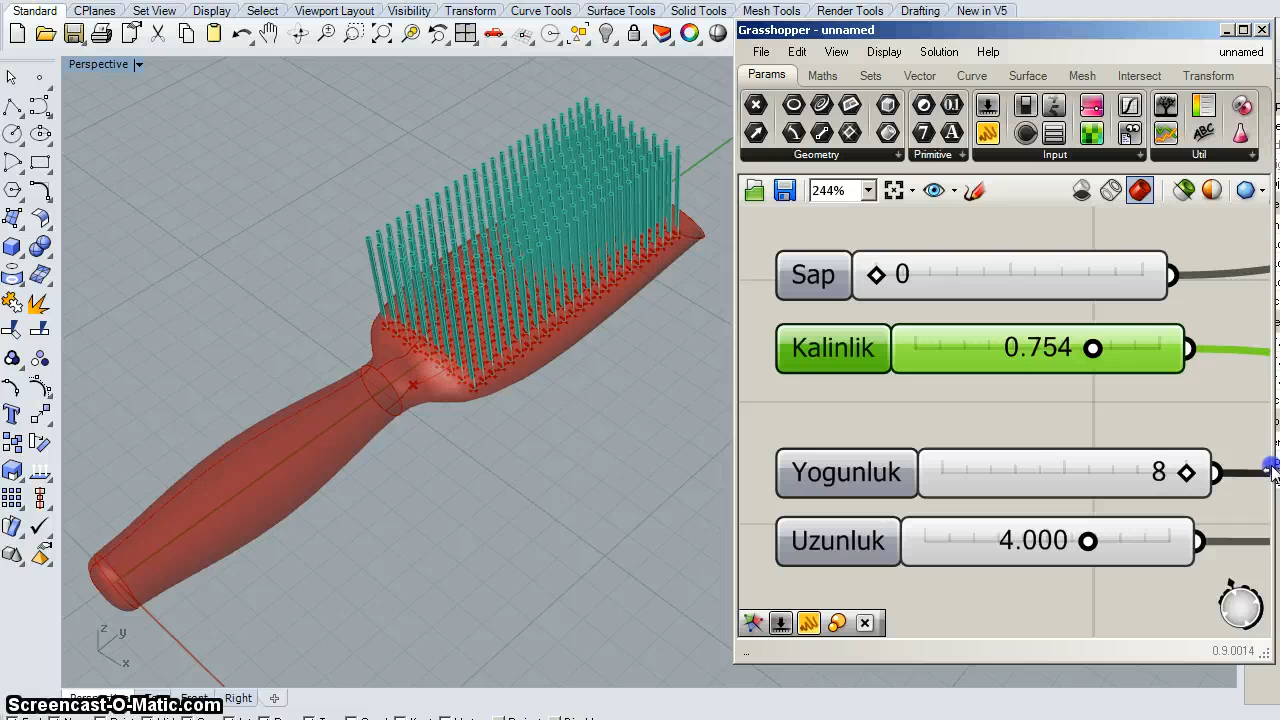 Standard CPlanes Set View Display Select Viewport Layout Visibility Transform Curve Tools Surface Tools Solid Tools Mesh Tools Render Tools Drafting New in V5
Perspective
Grasshopper - unnamed
File Edit View Display Solution Help unnamed
Params Maths Sets Vector Curve Surface Mesh Intersect Transform
Geometry Primitive Input Util
244%
Sap 0
Kalinlik 0.754
Yogunluk 8
Uzunluk 4.000
z
y
x
... 0.9.0014
Right
Screencast-O-Matic.com